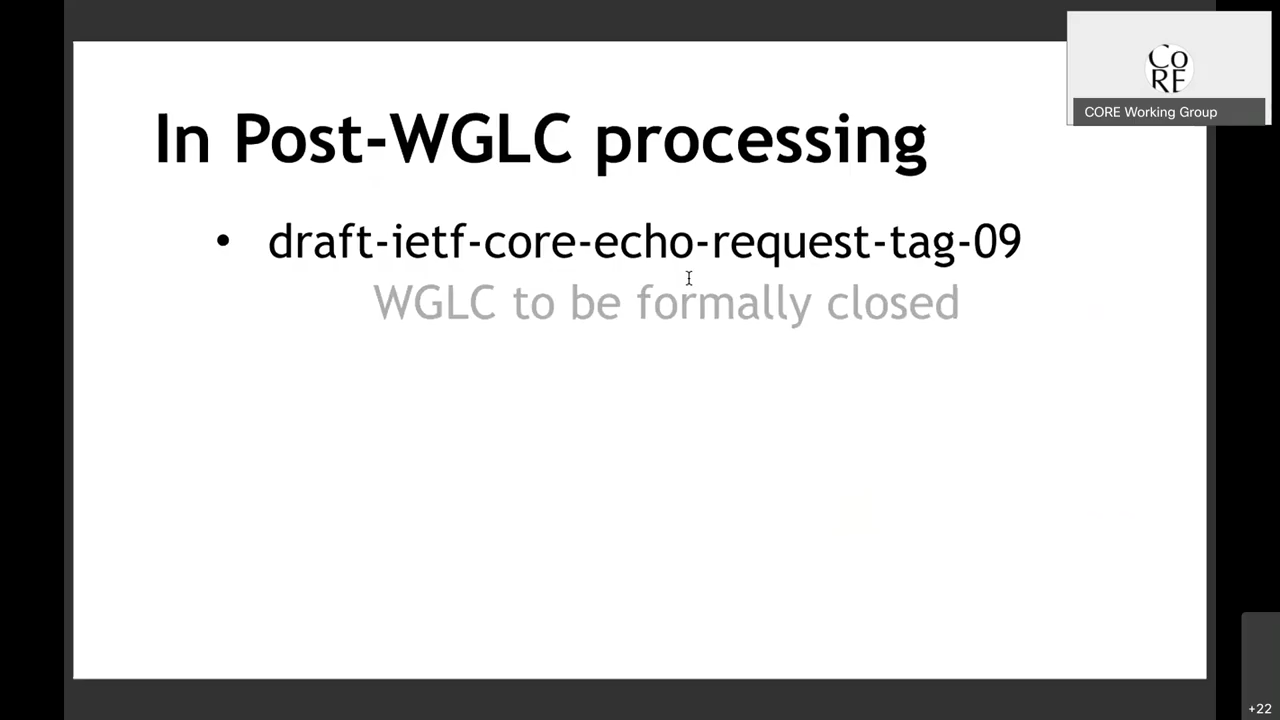 CoRE
CORE Working Group
In Post-WGLC processing
• draft-ietf-core-echo-request-tag-09
WGLC to be formally closed
+22